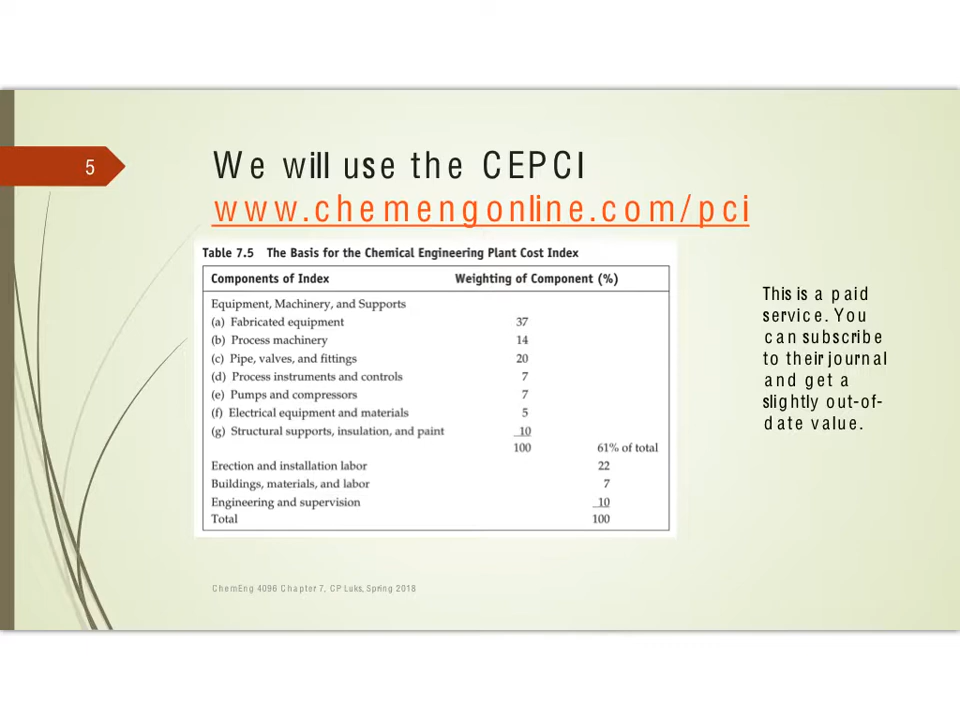 5
We will use the CEPCI
www.chemengonline.com/pci
Table 7.5 The Basis for the Chemical Engineering Plant Cost Index
Components of Index Weighting of Component (%)
Equipment, Machinery, and Supports
(a) Fabricated equipment 37
(b) Process machinery 14
(c) Pipe, valves, and fittings 20
(d) Process instruments and controls 7
(e) Pumps and compressors 7
(f) Electrical equipment and materials 5
(g) Structural supports, insulation, and paint 10
100 61% of total
Erection and installation labor 22
Buildings, materials, and labor 7
Engineering and supervision 10
Total 100
This is a paid
service. You
can subscribe
to their journal
and get a
slightly out-of-
date value.
ChemEng 4096 Chapter 7, CP Luks, Spring 2018